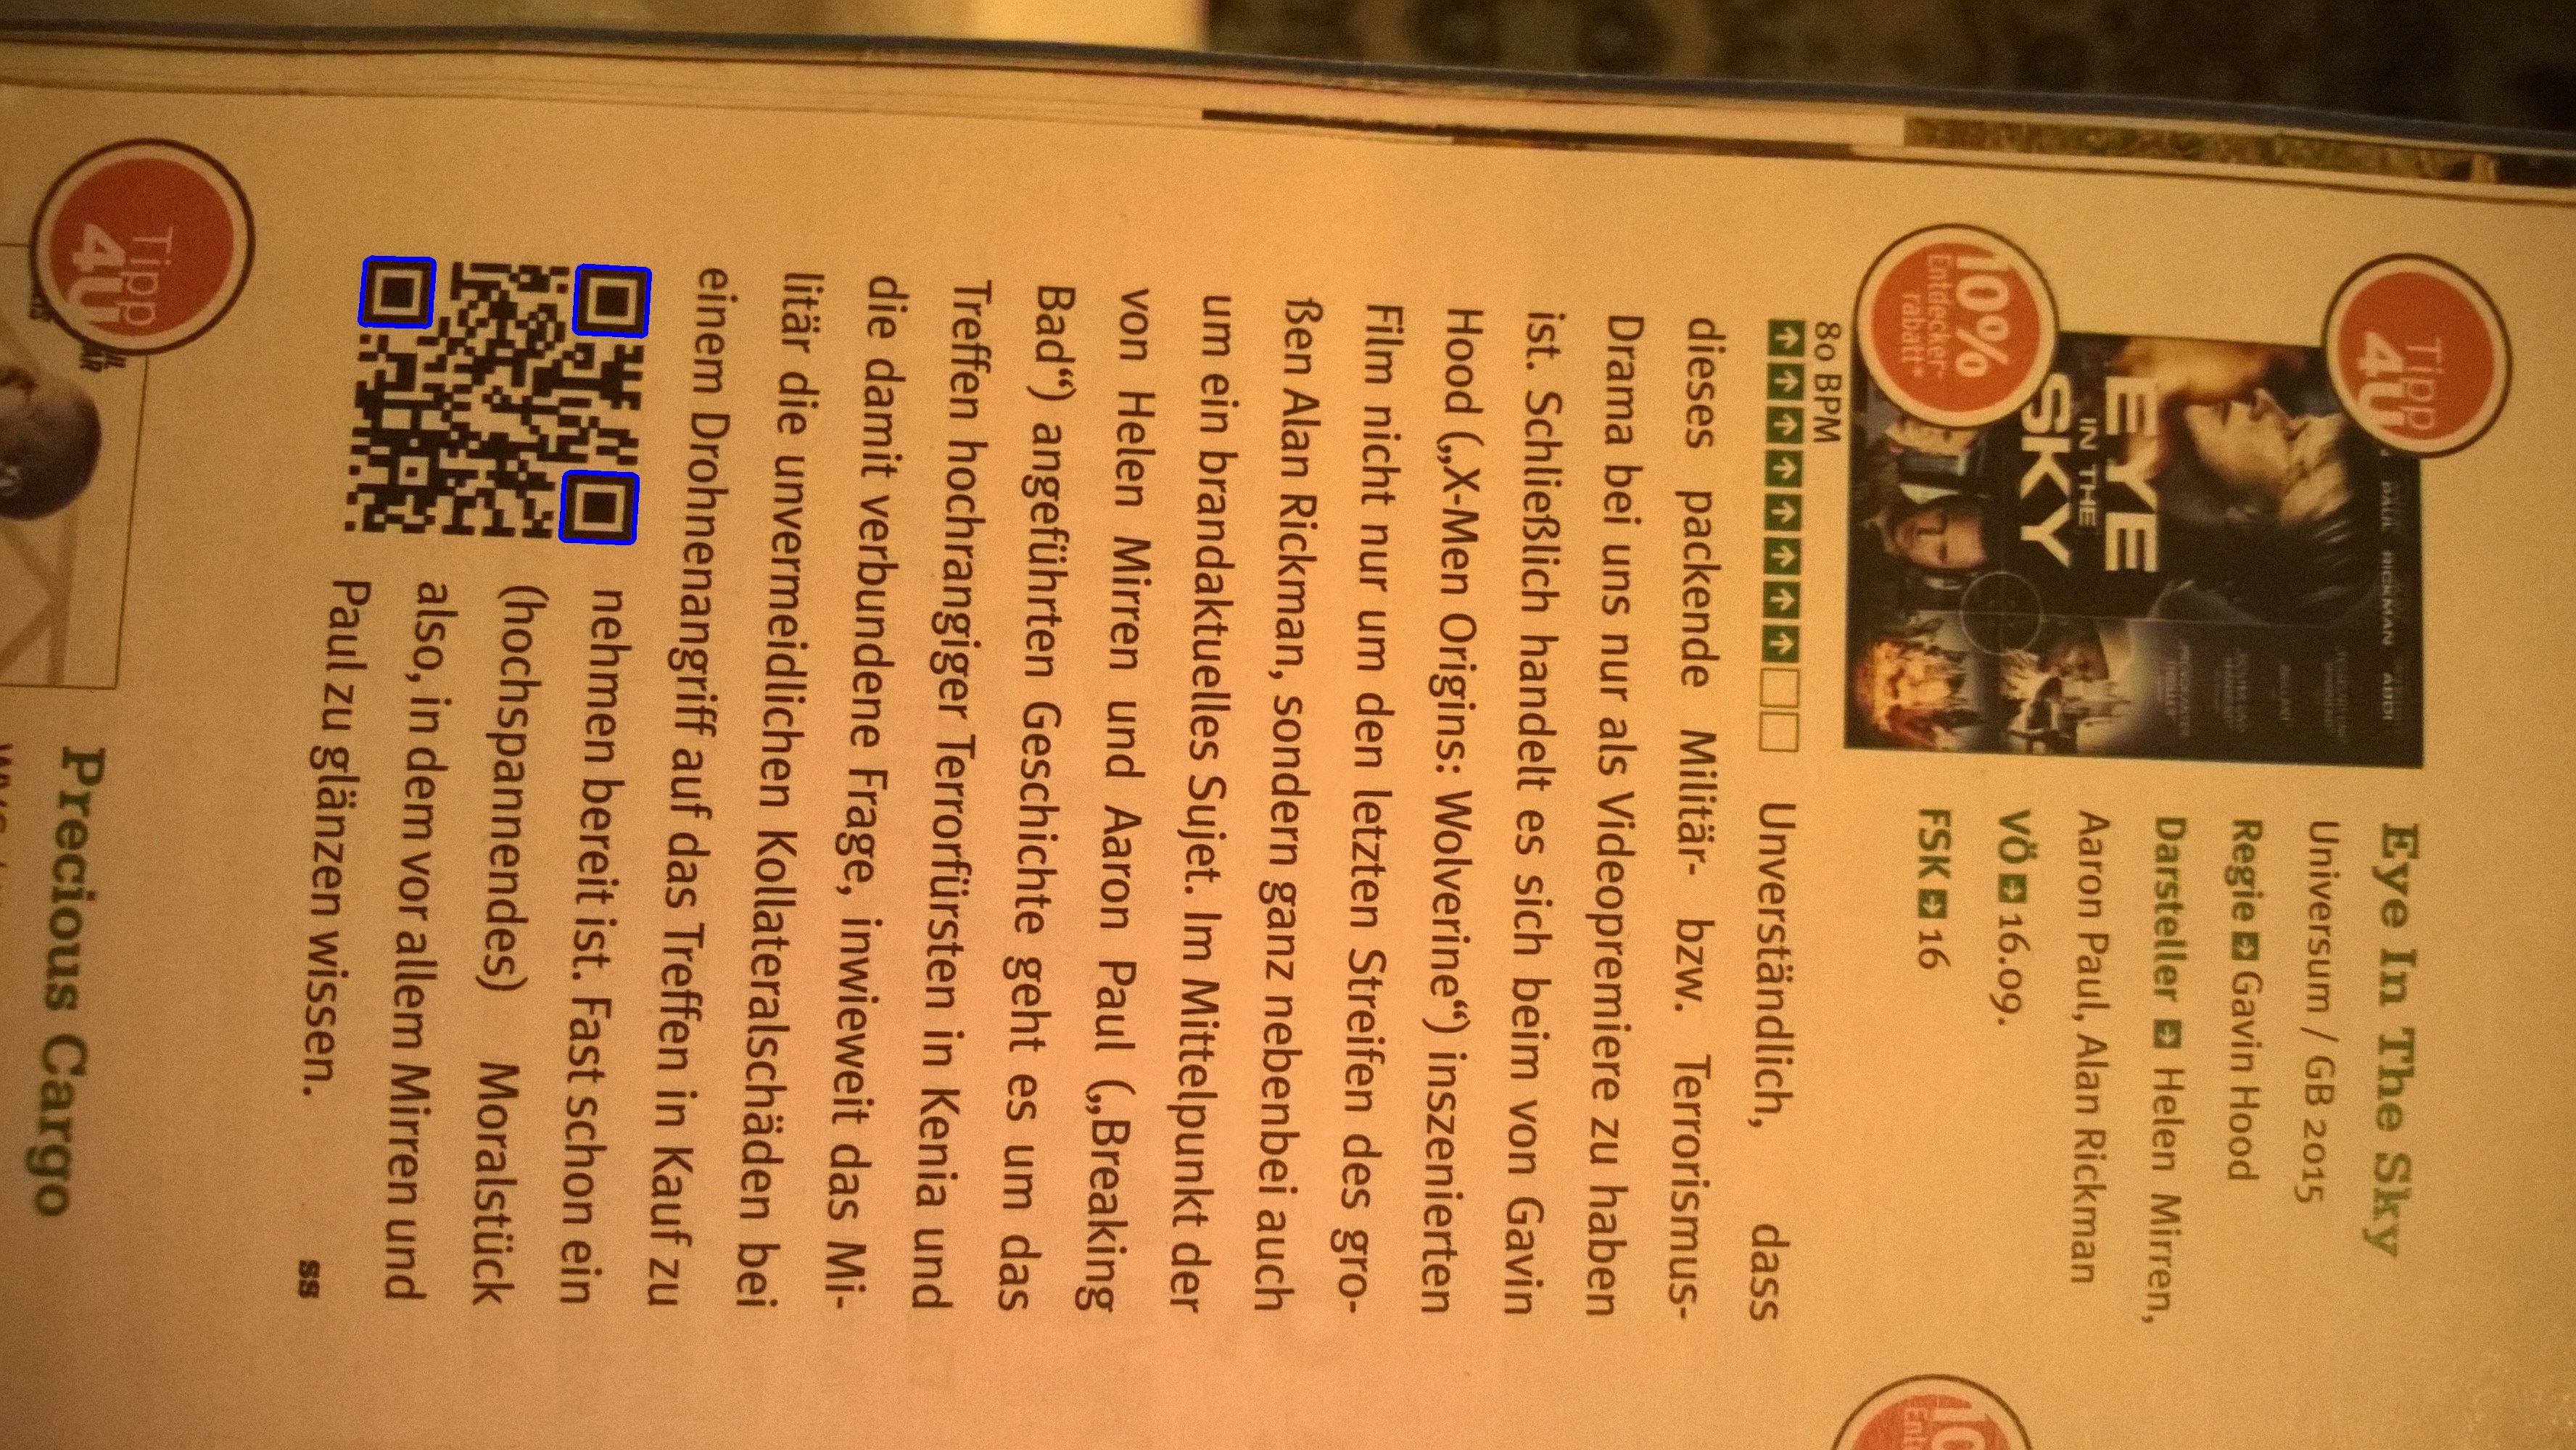 Tipp
4U
10%
Entdecker-
rabatt+
EYE
IN THE
SKY
Eye In The Sky
Universum / GB 2015
Regie Gavin Hood
Darsteller Helen Mirren,
Aaron Paul, Alan Rickman
VÖ 16.09.
FSK 16
80 BPM
Unverständlich, dass
dieses packende Militär- bzw. Terrorismus-
Drama bei uns nur als Videopremiere zu haben
ist. Schließlich handelt es sich beim von Gavin
Hood („X-Men Origins: Wolverine“) inszenierten
Film nicht nur um den letzten Streifen des gro-
ßen Alan Rickman, sondern ganz nebenbei auch
um ein brandaktuelles Sujet. Im Mittelpunkt der
von Helen Mirren und Aaron Paul („Breaking
Bad“) angeführten Geschichte geht es um das
Treffen hochrangiger Terrorfürsten in Kenia und
die damit verbundene Frage, inwieweit das Mi-
litär die unvermeidlichen Kollateralschäden bei
einem Drohnenangriff auf das Treffen in Kauf zu
nehmen bereit ist. Fast schon ein
(hochspannendes) Moralstück
also, in dem vor allem Mirren und
Paul zu glänzen wissen.
ss
Tipp
4U
Precious Cargo